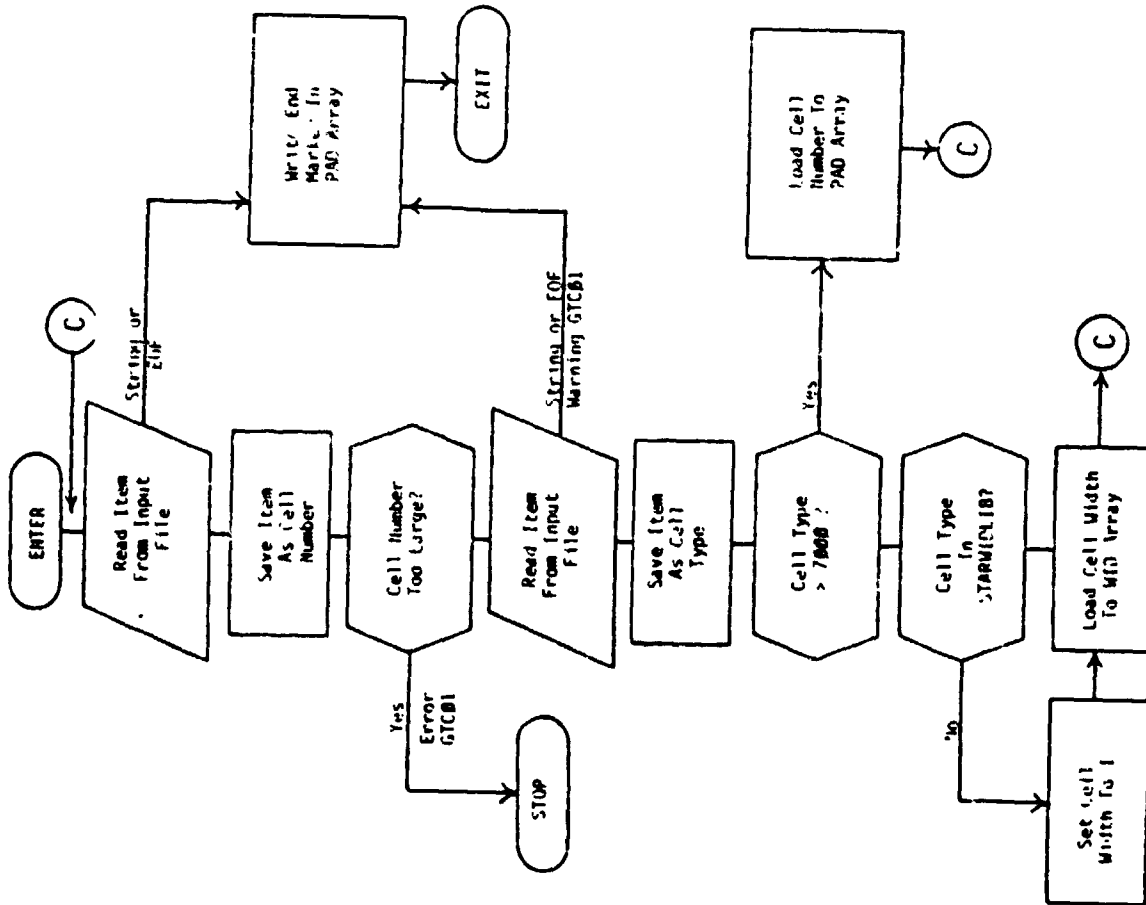 ENTER
C
Read Item
From Input
File
String or
EOF
Write End
Marker In
PAD Array
EXIT
Save Item
As Cell
Number
Cell Number
Too Large?
Yes
Error
GTCØ1
STOP
Read Item
From Input
File
String or EOF
Warning GTCØ1
Save Item
As Cell
Type
Cell Type
> 7000 ?
Yes
Load Cell
Number To
PAD Array
C
Cell Type
In
No
Set Cell
Width To 1
Load Cell Width
To WID Array
C